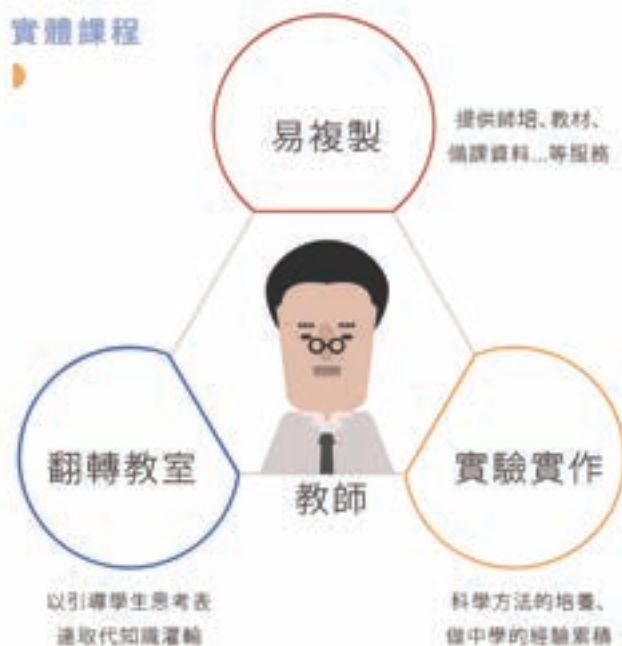 實體課程
易複製
提供師培、教材、
備課資料...等服務
翻轉教室
實驗實作
教師
以引導學生思考表
達取代知識灌輸
科學方法的培養、
做中學的經驗累積